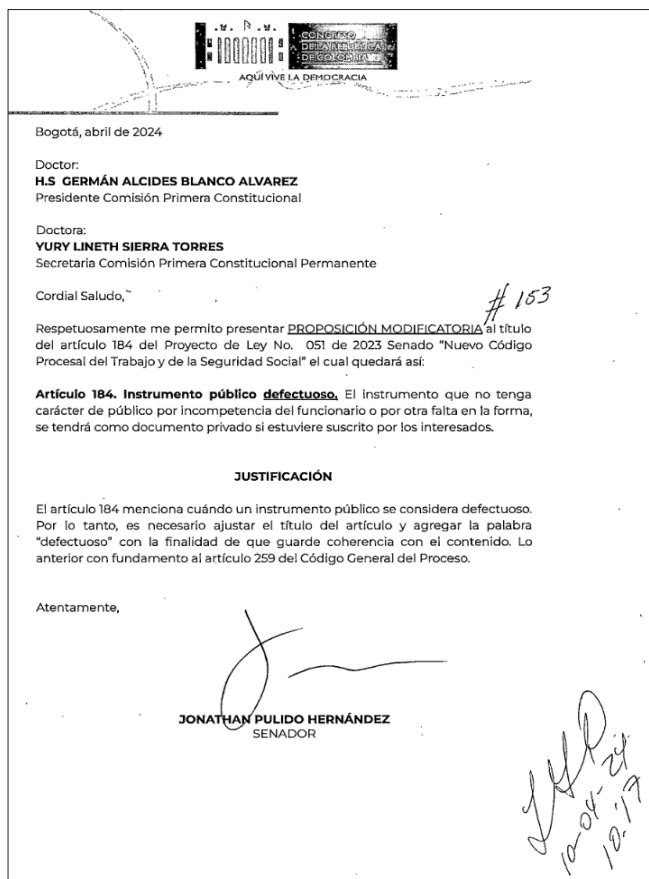 CONGRESO
DE LA REPÚBLICA
DE COLOMBIA
AQUÍ VIVE LA DEMOCRACIA
Bogotá, abril de 2024
Doctor:
H.S GERMÁN ALCIDES BLANCO ALVAREZ
Presidente Comisión Primera Constitucional
Doctora:
YURY LINETH SIERRA TORRES
Secretaria Comisión Primera Constitucional Permanente
Cordial Saludo,
# 153
Respetuosamente me permito presentar PROPOSICIÓN MODIFICATORIA al título
del artículo 184 del Proyecto de Ley No. 051 de 2023 Senado "Nuevo Código
Procesal del Trabajo y de la Seguridad Social" el cual quedará así:
Artículo 184. Instrumento público defectuoso. El instrumento que no tenga
carácter de público por incompetencia del funcionario o por otra falta en la forma,
se tendrá como documento privado si estuviere suscrito por los interesados.
JUSTIFICACIÓN
El artículo 184 menciona cuándo un instrumento público se considera defectuoso.
Por lo tanto, es necesario ajustar el título del artículo y agregar la palabra
"defectuoso" con la finalidad de que guarde coherencia con el contenido. Lo
anterior con fundamento al artículo 259 del Código General del Proceso.
Atentamente,
JONATHAN PULIDO HERNÁNDEZ
SENADOR
10-04-24
10:17